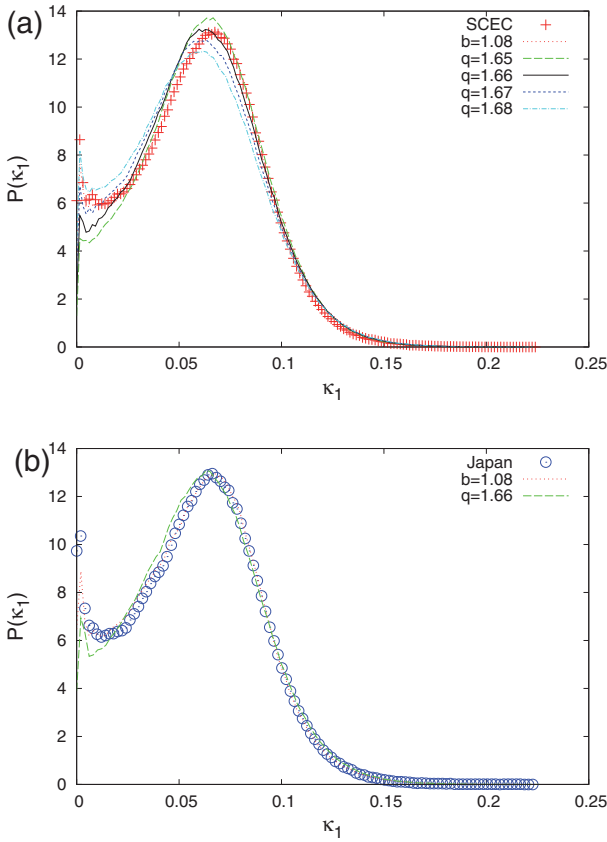 (a)
14
12
10
8
6
4
2
0
P(κ₁)
SCEC
b=1.08
q=1.65
q=1.66
q=1.67
q=1.68
0 0.05 0.1 0.15 0.2 0.25
κ₁
(b)
14
12
10
8
6
4
2
0
P(κ₁)
Japan
b=1.08
q=1.66
0 0.05 0.1 0.15 0.2 0.25
κ₁